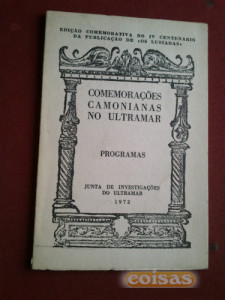 EDIÇÃO COMEMORATIVA DO IV CENTENÁRIO
DA PUBLICAÇÃO DE «OS LUSÍADAS»
COMEMORAÇÕES
CAMONIANAS
NO ULTRAMAR
PROGRAMAS
JUNTA DE INVESTIGAÇÕES
DO ULTRAMAR
1972
coisas